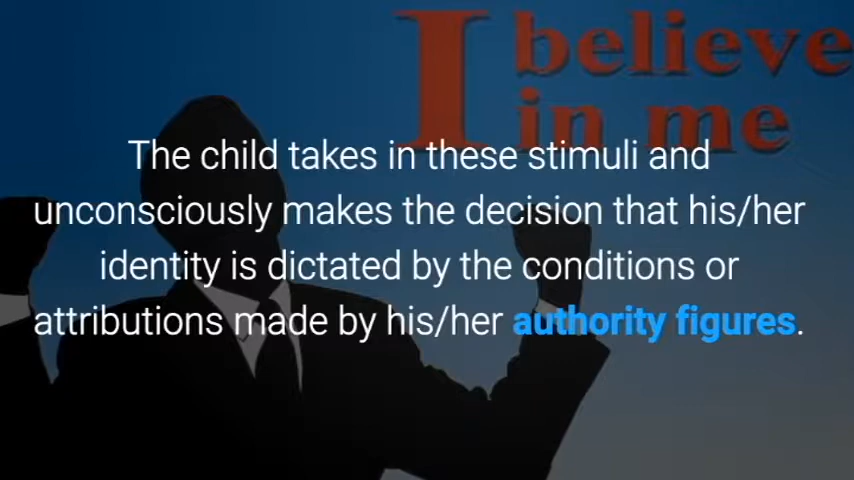 I believe
in me
The child takes in these stimuli and
unconsciously makes the decision that his/her
identity is dictated by the conditions or
attributions made by his/her authority figures.